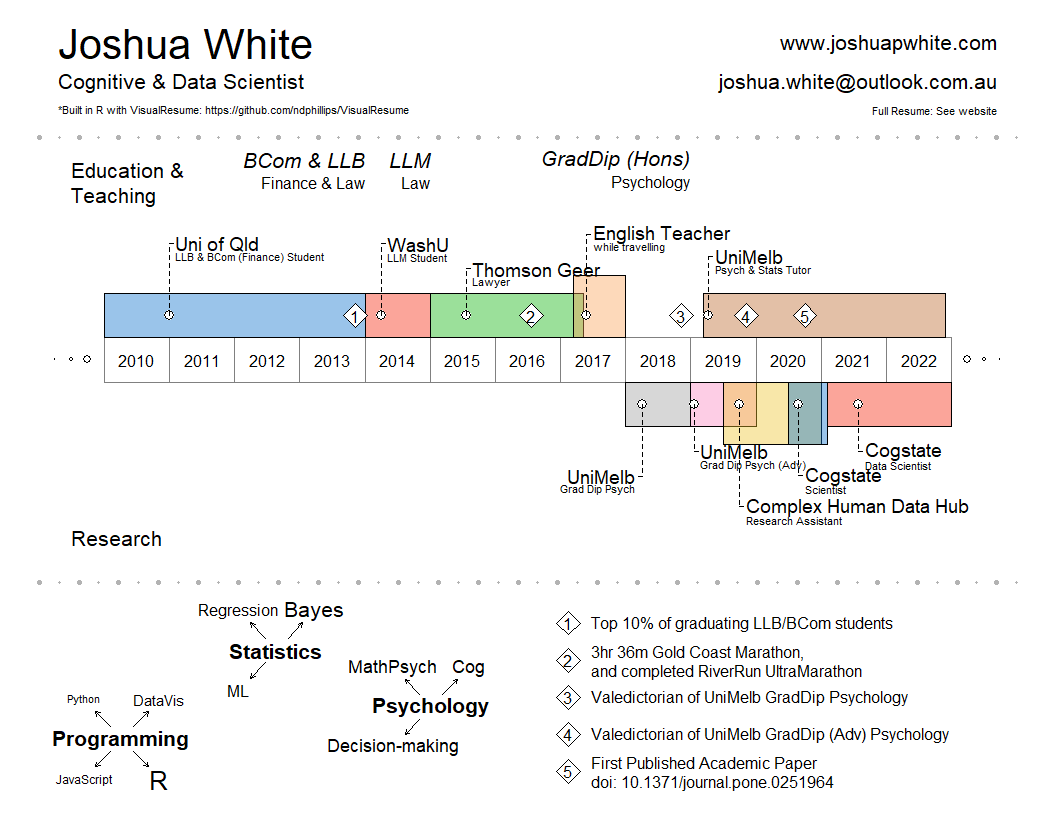 Joshua White
www.joshuapwhite.com
Cognitive & Data Scientist
joshua.white@outlook.com.au
*Built in R with VisualResume: https://github.com/ndphillips/VisualResume
Full Resume: See website
Education &
Teaching
BCom & LLB
Finance & Law
LLM
Law
GradDip (Hons)
Psychology
Uni of Qld
LLB & BCom (Finance) Student
WashU
LLM Student
Thomson Geer
Lawyer
English Teacher
while travelling
UniMelb
Psych & Stats Tutor
1
2
3
4
5
2010 2011 2012 2013 2014 2015 2016 2017 2018 2019 2020 2021 2022
UniMelb
Grad Dip Psych
UniMelb
Grad Dip Psych (Adv)
Complex Human Data Hub
Research Assistant
Cogstate
Scientist
Cogstate
Data Scientist
Research
Regression Bayes
Statistics
ML
MathPsych Cog
Psychology
Decision-making
Python DataVis
Programming
JavaScript R
1 Top 10% of graduating LLB/BCom students
2 3hr 36m Gold Coast Marathon,
and completed RiverRun UltraMarathon
3 Valedictorian of UniMelb GradDip Psychology
4 Valedictorian of UniMelb GradDip (Adv) Psychology
5 First Published Academic Paper
doi: 10.1371/journal.pone.0251964